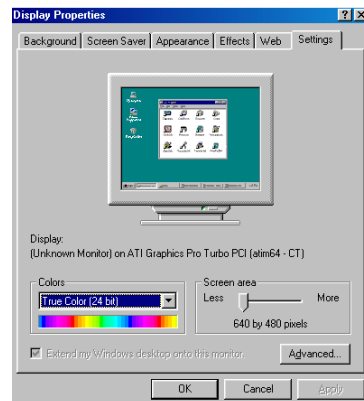 Display Properties
Background Screen Saver Appearance Effects Web Settings
Display:
(Unknown Monitor) on ATI Graphics Pro Turbo PCI (atim64 - CT)
Colors
True Color (24 bit)
Screen area
Less More
640 by 480 pixels
Extend my Windows desktop onto this monitor.
Advanced...
OK Cancel Apply